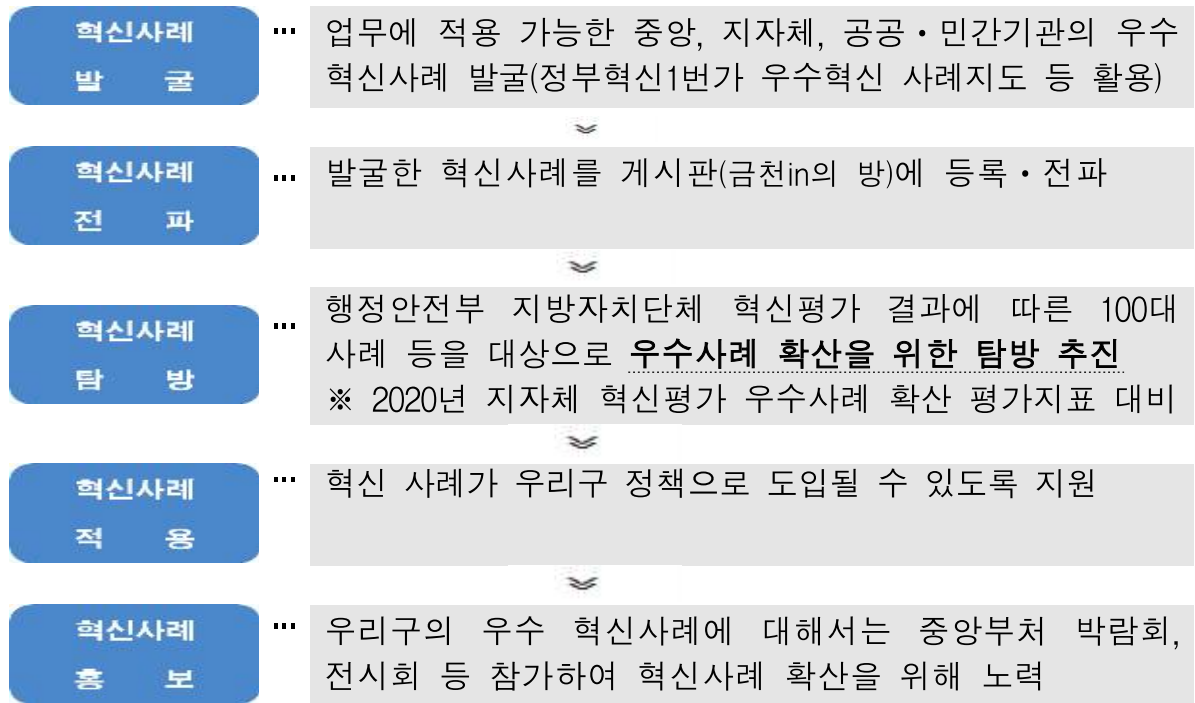 혁신사례
발 굴
… 업무에 적용 가능한 중앙, 지자체, 공공・민간기관의 우수
혁신사례 발굴(정부혁신1번가 우수혁신 사례지도 등 활용)
혁신사례
전 파
… 발굴한 혁신사례를 게시판(금천in의 방)에 등록・전파
혁신사례
탐 방
… 행정안전부 지방자치단체 혁신평가 결과에 따른 100대
사례 등을 대상으로 우수사례 확산을 위한 탐방 추진
※ 2020년 지자체 혁신평가 우수사례 확산 평가지표 대비
혁신사례
적 용
… 혁신 사례가 우리구 정책으로 도입될 수 있도록 지원
혁신사례
홍 보
… 우리구의 우수 혁신사례에 대해서는 중앙부처 박람회,
전시회 등 참가하여 혁신사례 확산을 위해 노력